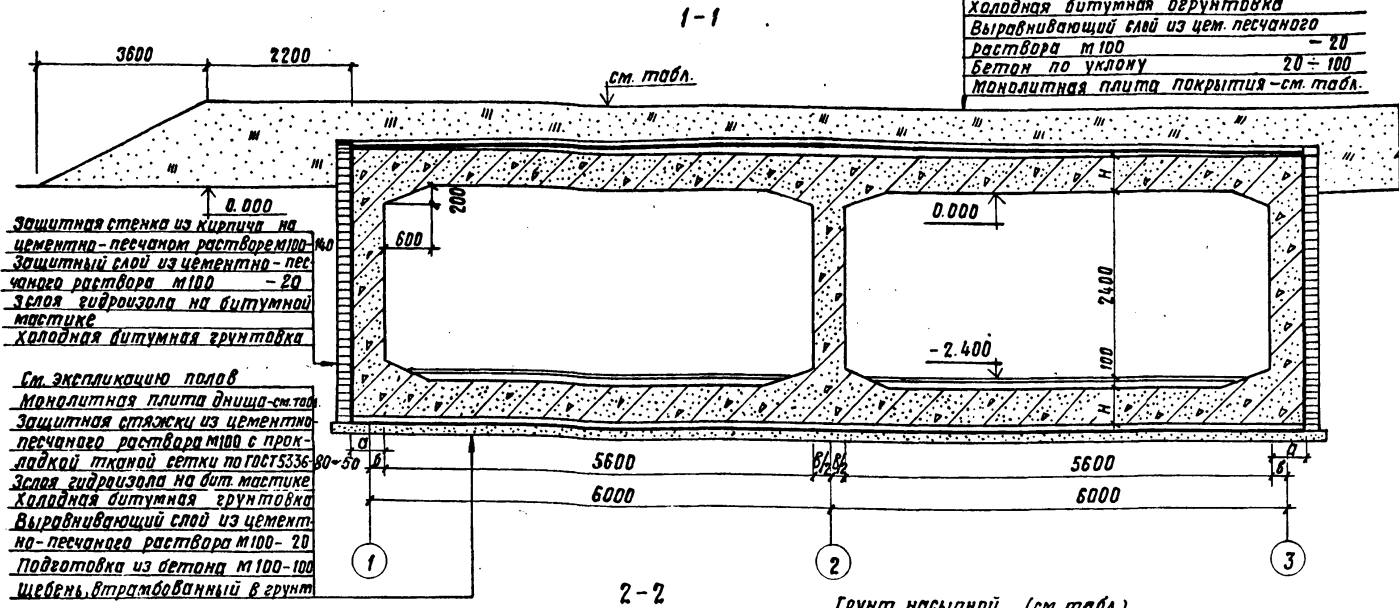 1-1
холодная битумная огрунтовка
Выравнивающий слой из цем. песчаного
раствора м100 - 20
бетон по уклону 20÷100
Монолитная плита покрытия-см. табл.
3600
2200
см. табл.
0.000
200
600
0.000
H
2400
-2.400
100
H
Защитная стенка из кирпича на
цементно-песчаном растворе м100-140
Защитный слой из цементно-пес-
чаного раствора м100 - 20
3 слоя гидроизола на битумной
мастике
холодная битумная грунтовка
См. экспликацию полов
Монолитная плита днища-см. табл.
Защитная стяжку из цементно-
песчаного раствора м100 с прок-
ладкой тканой сетки по ГОСТ5336-80-50
3 слоя гидроизола на бит. мастике
Холодная битумная грунтовка
Выравнивающий слой из цемент-
но-песчаного раствора м100- 20
Подготовка из бетона м100-100
Щебень, втрамбованный в грунт
а
б
5600
в/2
в/2
5600
а
в
6000
6000
1
2
3
2-2
Грунт насыпной (см. табл.)